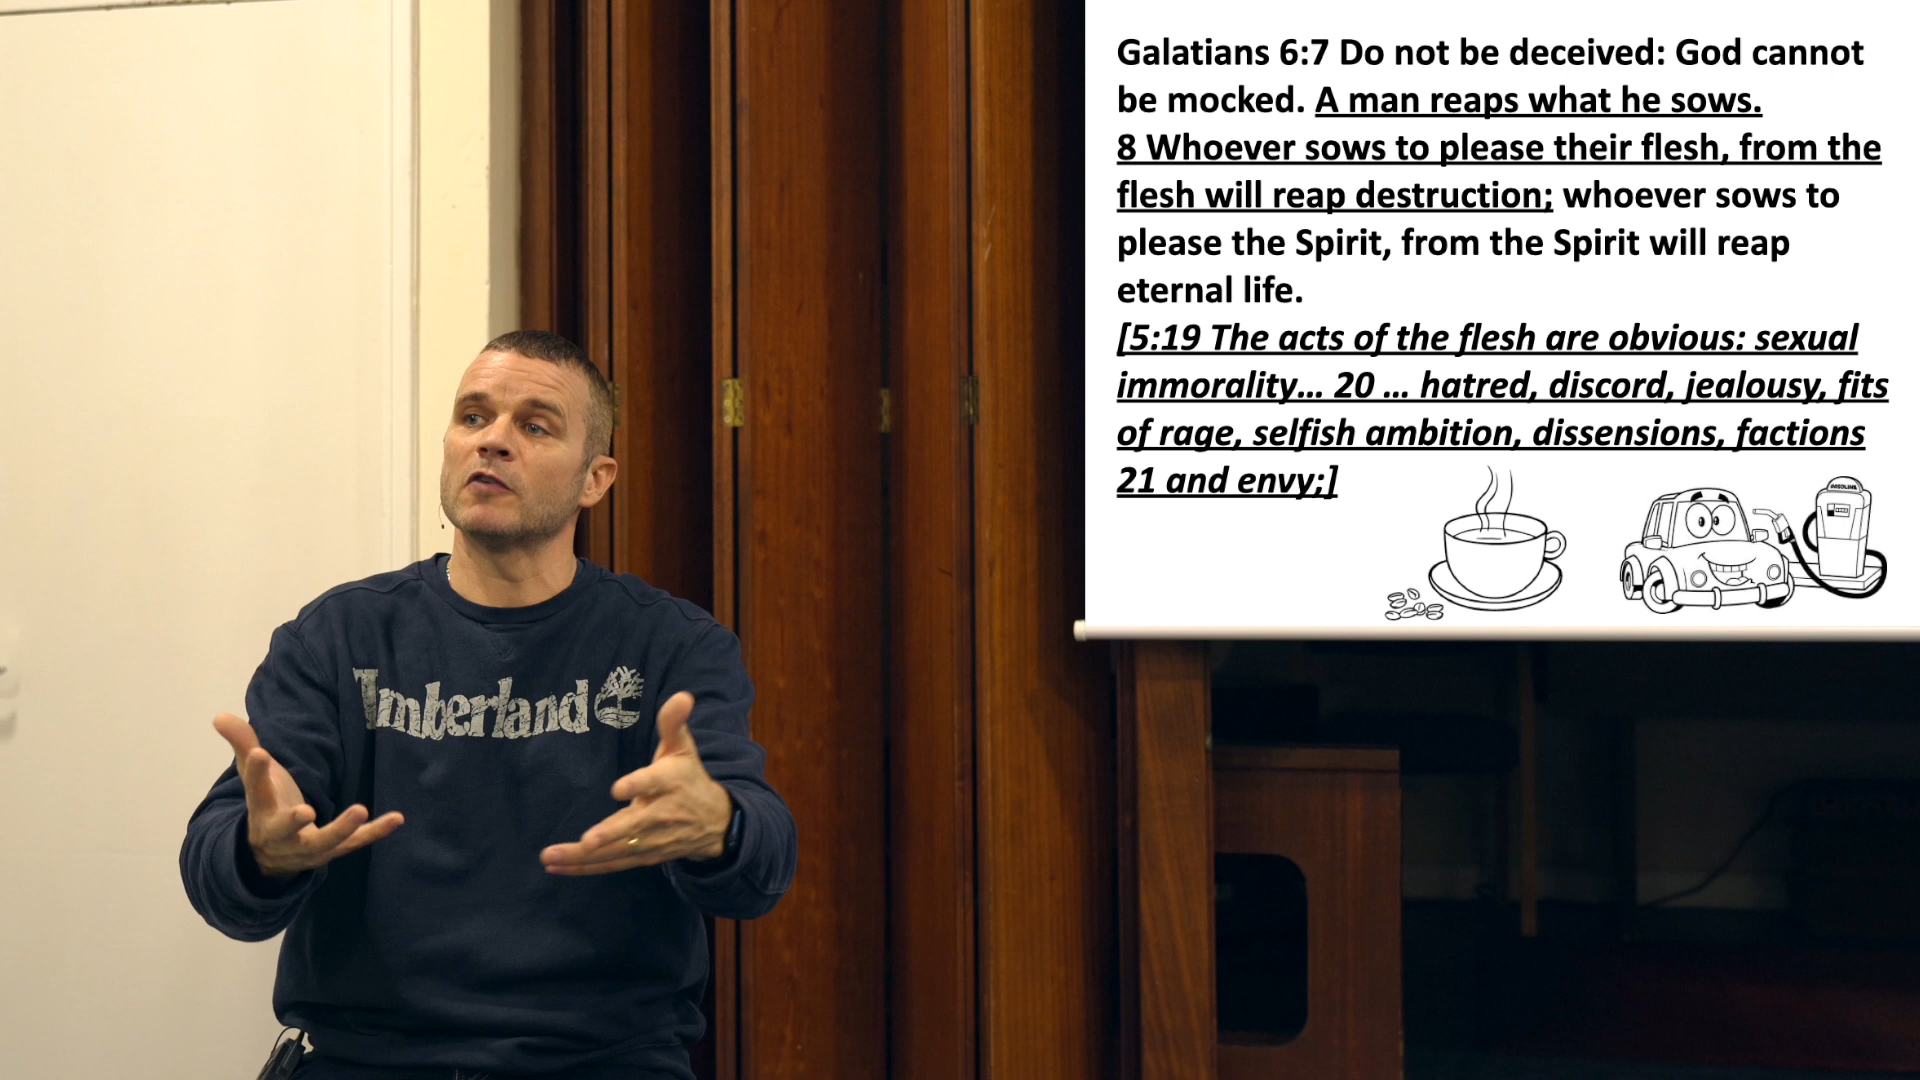 Galatians 6:7 Do not be deceived: God cannot
be mocked. A man reaps what he sows.
8 Whoever sows to please their flesh, from the
flesh will reap destruction; whoever sows to
please the Spirit, from the Spirit will reap
eternal life.
[5:19 The acts of the flesh are obvious: sexual
immorality... 20 ... hatred, discord, jealousy, fits
of rage, selfish ambition, dissensions, factions
21 and envy;]
GASOLINE
Timberland